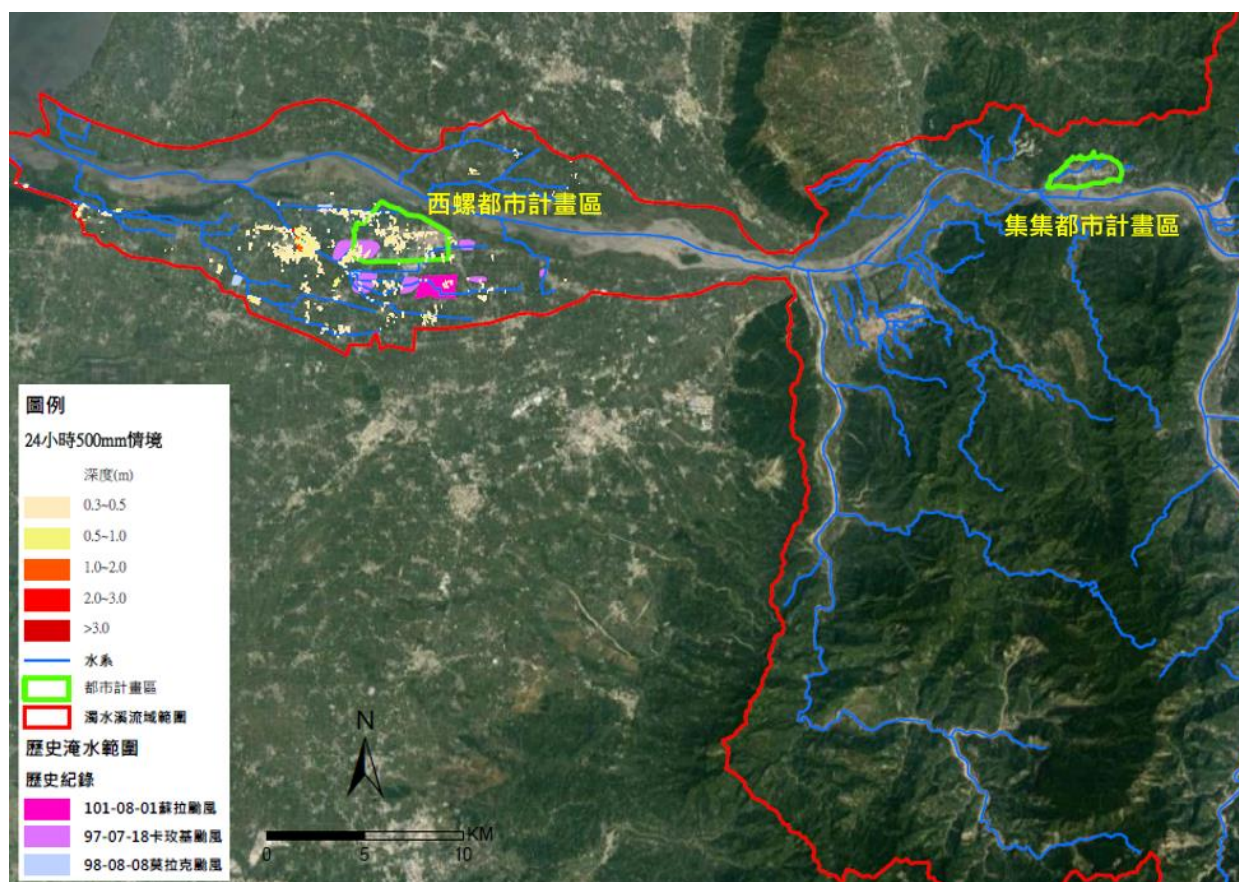 西螺都市計畫區
集集都市計畫區
圖例
24小時500mm情境
深度(m)
0.3~0.5
0.5~1.0
1.0~2.0
2.0~3.0
>3.0
水系
都市計畫區
濁水溪流域範圍
歷史淹水範圍
歷史紀錄
101-08-01蘇拉颱風
97-07-18卡玫基颱風
98-08-08莫拉克颱風
N
KM
0 5 10